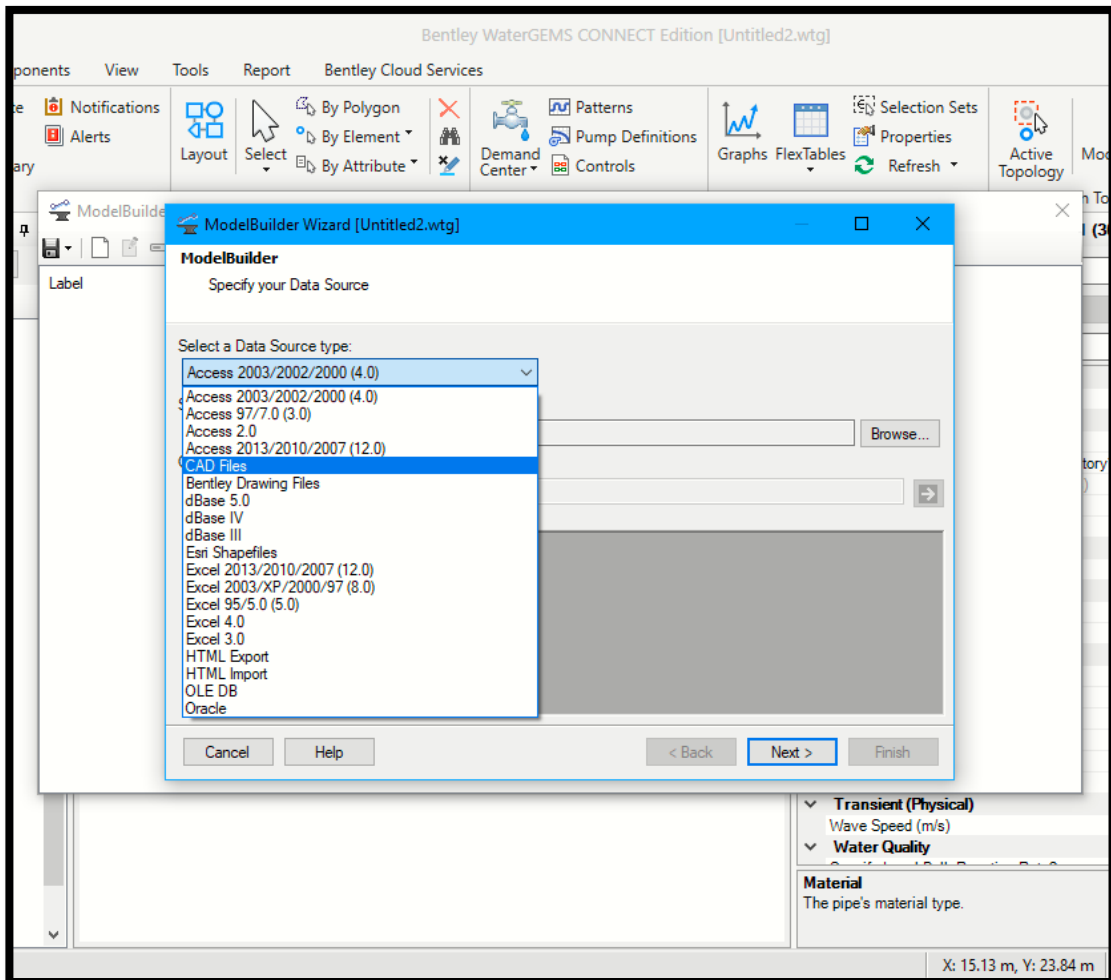 Bentley WaterGEMS CONNECT Edition [Untitled2.wtg]
ponents View Tools Report Bentley Cloud Services
Notifications
Alerts
ary
Layout
Select
By Polygon
By Element
By Attribute
Demand
Center
Patterns
Pump Definitions
Controls
Graphs
FlexTables
Selection Sets
Properties
Refresh
Active
Topology
ModelBuilde
Label
ModelBuilder Wizard [Untitled2.wtg]
ModelBuilder
Specify your Data Source
Select a Data Source type:
Access 2003/2002/2000 (4.0)
Access 2003/2002/2000 (4.0)
Access 97/7.0 (3.0)
Access 2.0
Access 2013/2010/2007 (12.0)
CAD Files
Bentley Drawing Files
dBase 5.0
dBase IV
dBase III
Esri Shapefiles
Excel 2013/2010/2007 (12.0)
Excel 2003/XP/2000/97 (8.0)
Excel 95/5.0 (5.0)
Excel 4.0
Excel 3.0
HTML Export
HTML Import
OLE DB
Oracle
Browse...
tory
Cancel Help < Back Next > Finish
Transient (Physical)
Wave Speed (m/s)
Water Quality
Material
The pipe's material type.
X: 15.13 m, Y: 23.84 m